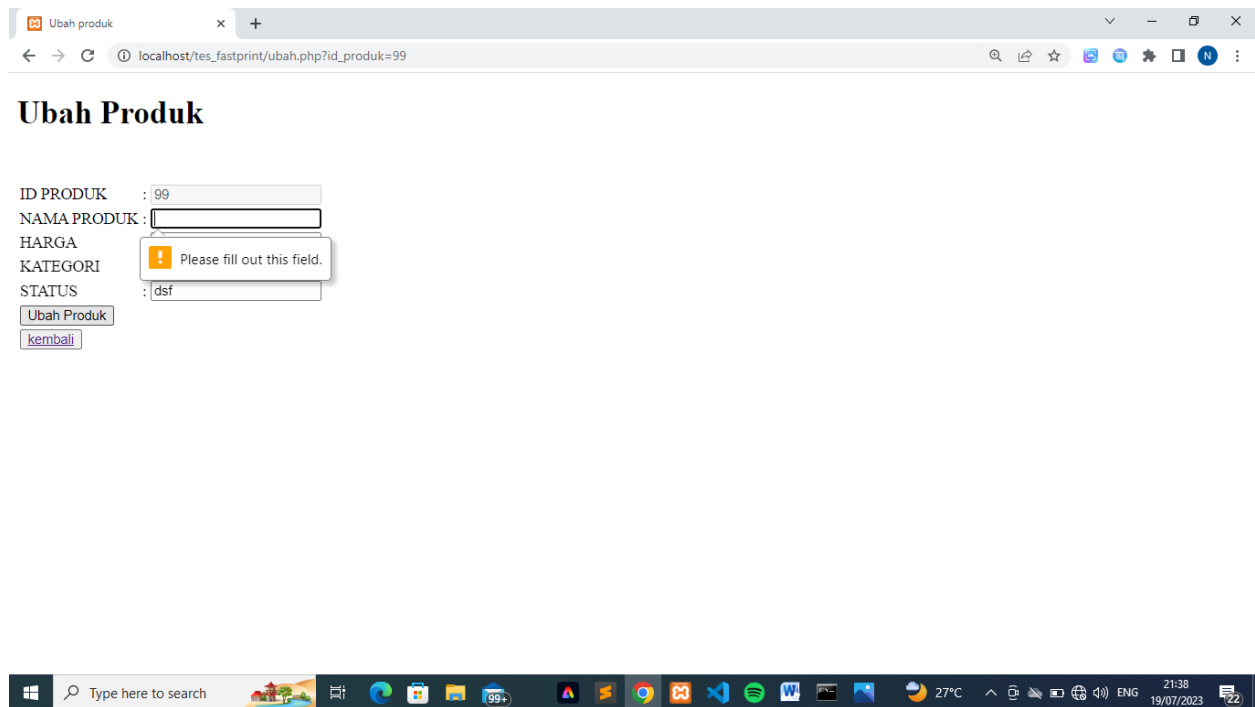 Ubah produk
localhost/tes_fastprint/ubah.php?id_produk=99
N
Ubah Produk
ID PRODUK : 99
NAMA PRODUK :
HARGA
Please fill out this field.
KATEGORI
STATUS : dsf
Ubah Produk
kembali
Type here to search
99+
27°C
ENG
21:38
19/07/2023
22